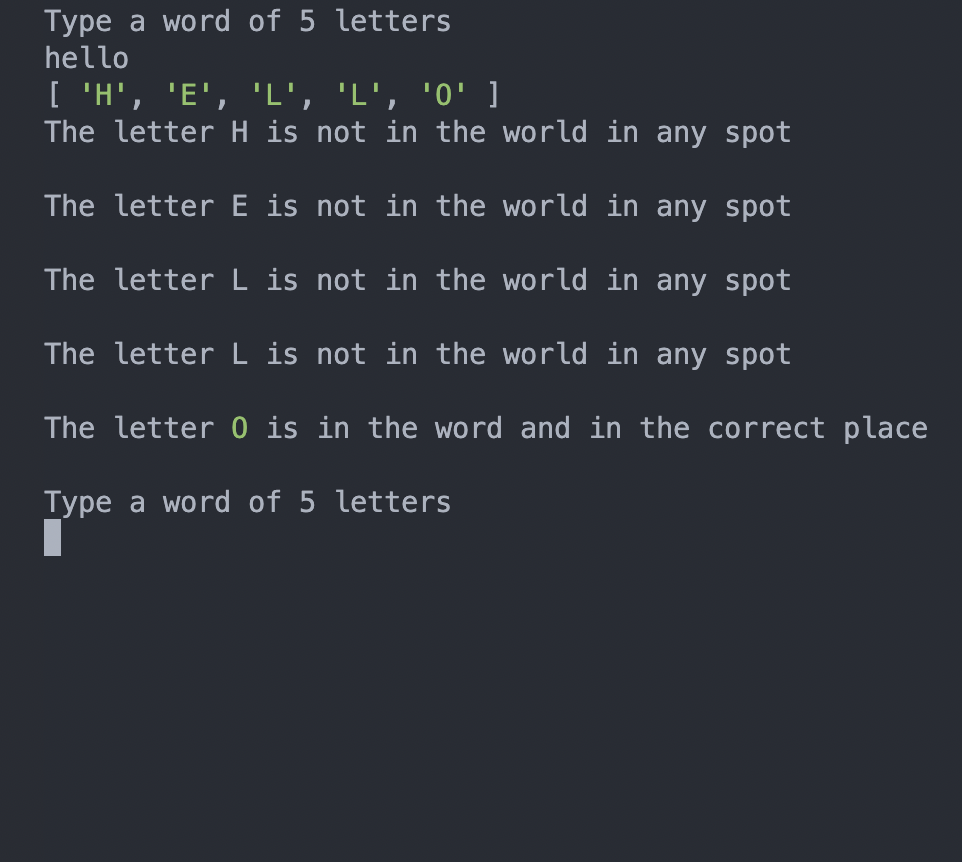 Type a word of 5 letters
hello
[ 'H', 'E', 'L', 'L', 'O' ]
The letter H is not in the world in any spot
The letter E is not in the world in any spot
The letter L is not in the world in any spot
The letter L is not in the world in any spot
The letter O is in the word and in the correct place
Type a word of 5 letters